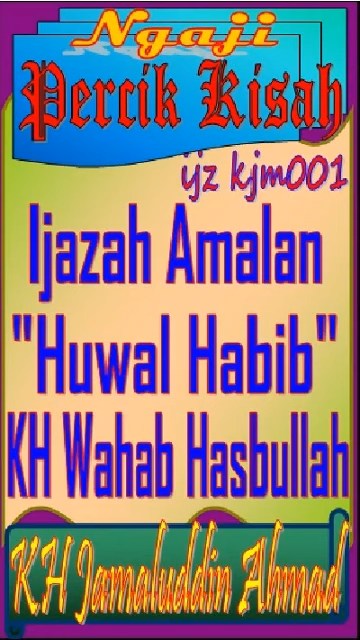 Ngaji
Percik Kisah
ijz kjm001
Ijazah Amalan
"Huwal Habib"
KH Wahab Hasbullah
KH Jamaluddin Ahmad